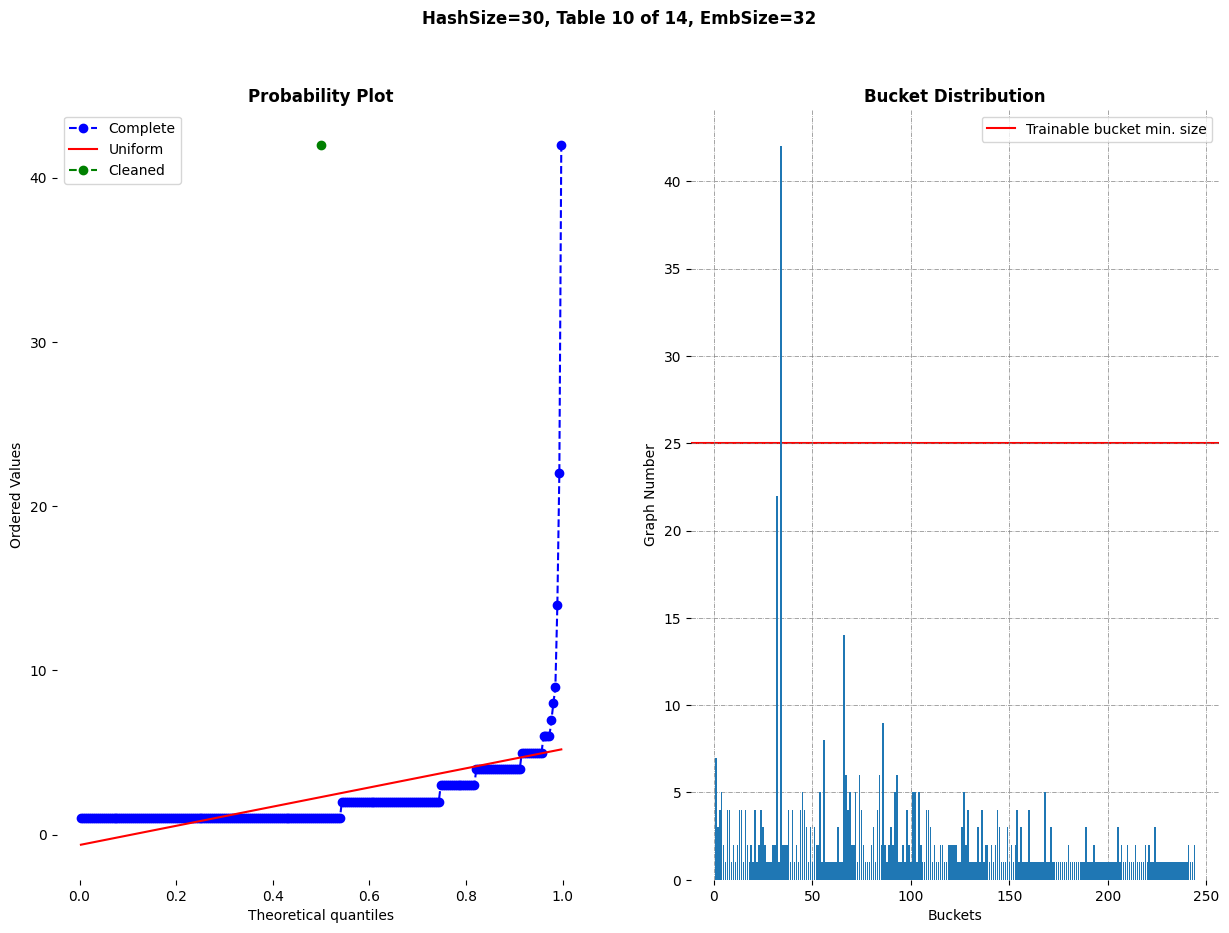 HashSize=30, Table 10 of 14, EmbSize=32
Probability Plot
Complete
Uniform
Cleaned
40
30
20
10
0
Ordered Values
0.0 0.2 0.4 0.6 0.8 1.0
Theoretical quantiles
Bucket Distribution
Trainable bucket min. size
40
35
30
25
20
15
10
5
0
Graph Number
0 50 100 150 200 250
Buckets